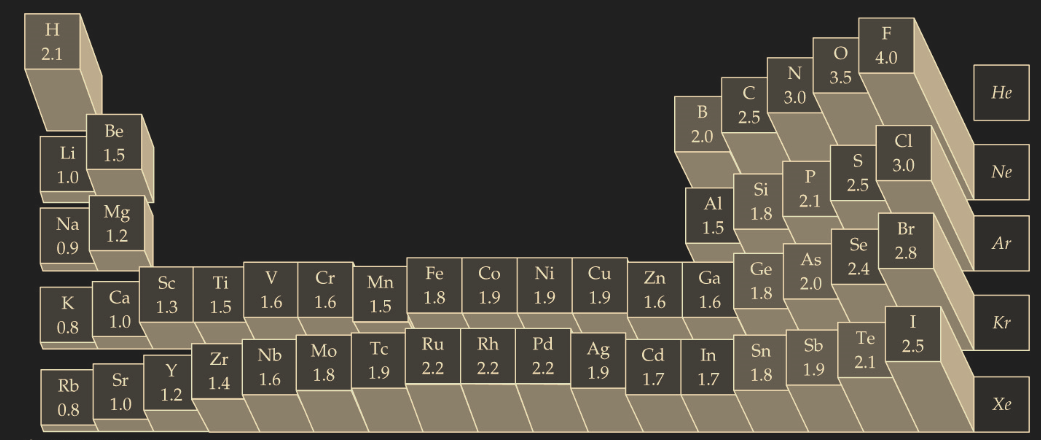 H
2.1
He
Li
1.0
Be
1.5
B
2.0
C
2.5
N
3.0
O
3.5
F
4.0
Ne
Na
0.9
Mg
1.2
Al
1.5
Si
1.8
P
2.1
S
2.5
Cl
3.0
Ar
K
0.8
Ca
1.0
Sc
1.3
Ti
1.5
V
1.6
Cr
1.6
Mn
1.5
Fe
1.8
Co
1.9
Ni
1.9
Cu
1.9
Zn
1.6
Ga
1.6
Ge
1.8
As
2.0
Se
2.4
Br
2.8
Kr
Rb
0.8
Sr
1.0
Y
1.2
Zr
1.4
Nb
1.6
Mo
1.8
Tc
1.9
Ru
2.2
Rh
2.2
Pd
2.2
Ag
1.9
Cd
1.7
In
1.7
Sn
1.8
Sb
1.9
Te
2.1
I
2.5
Xe